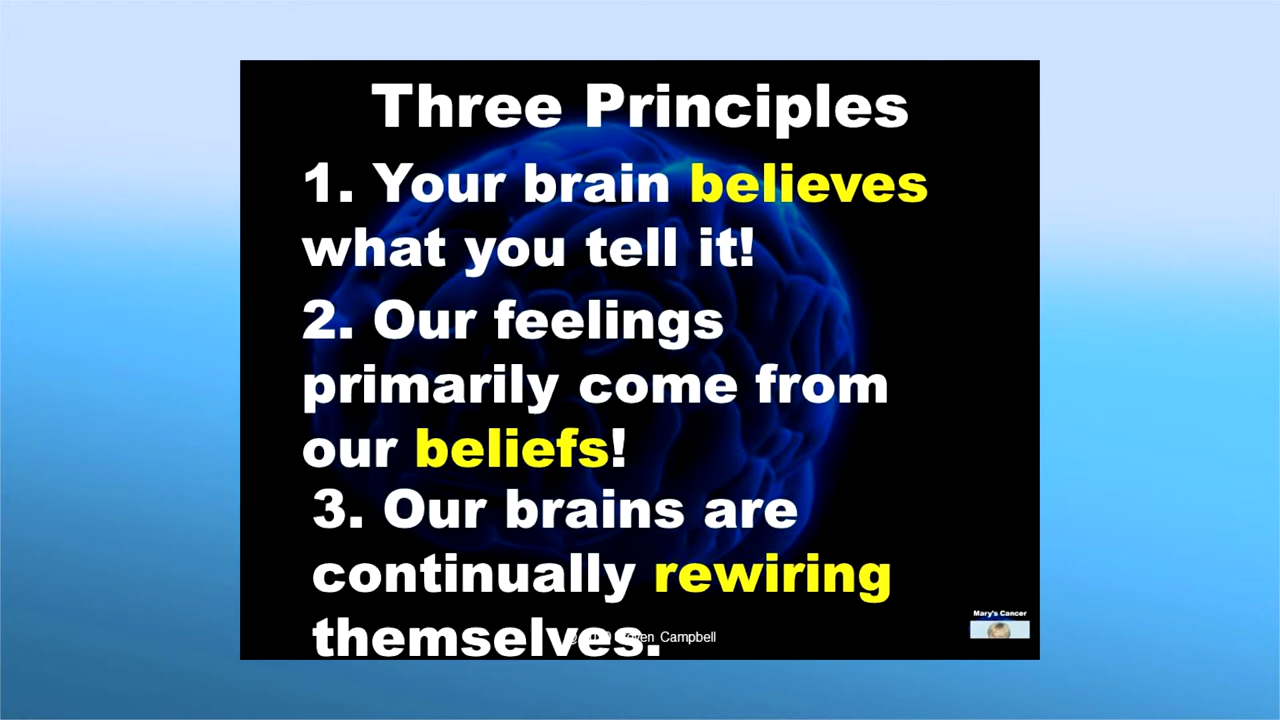 Three Principles
1. Your brain believes
what you tell it!
2. Our feelings
primarily come from
our beliefs!
3. Our brains are
continually rewiring
themselves.
Campbell
Mary's Cancer